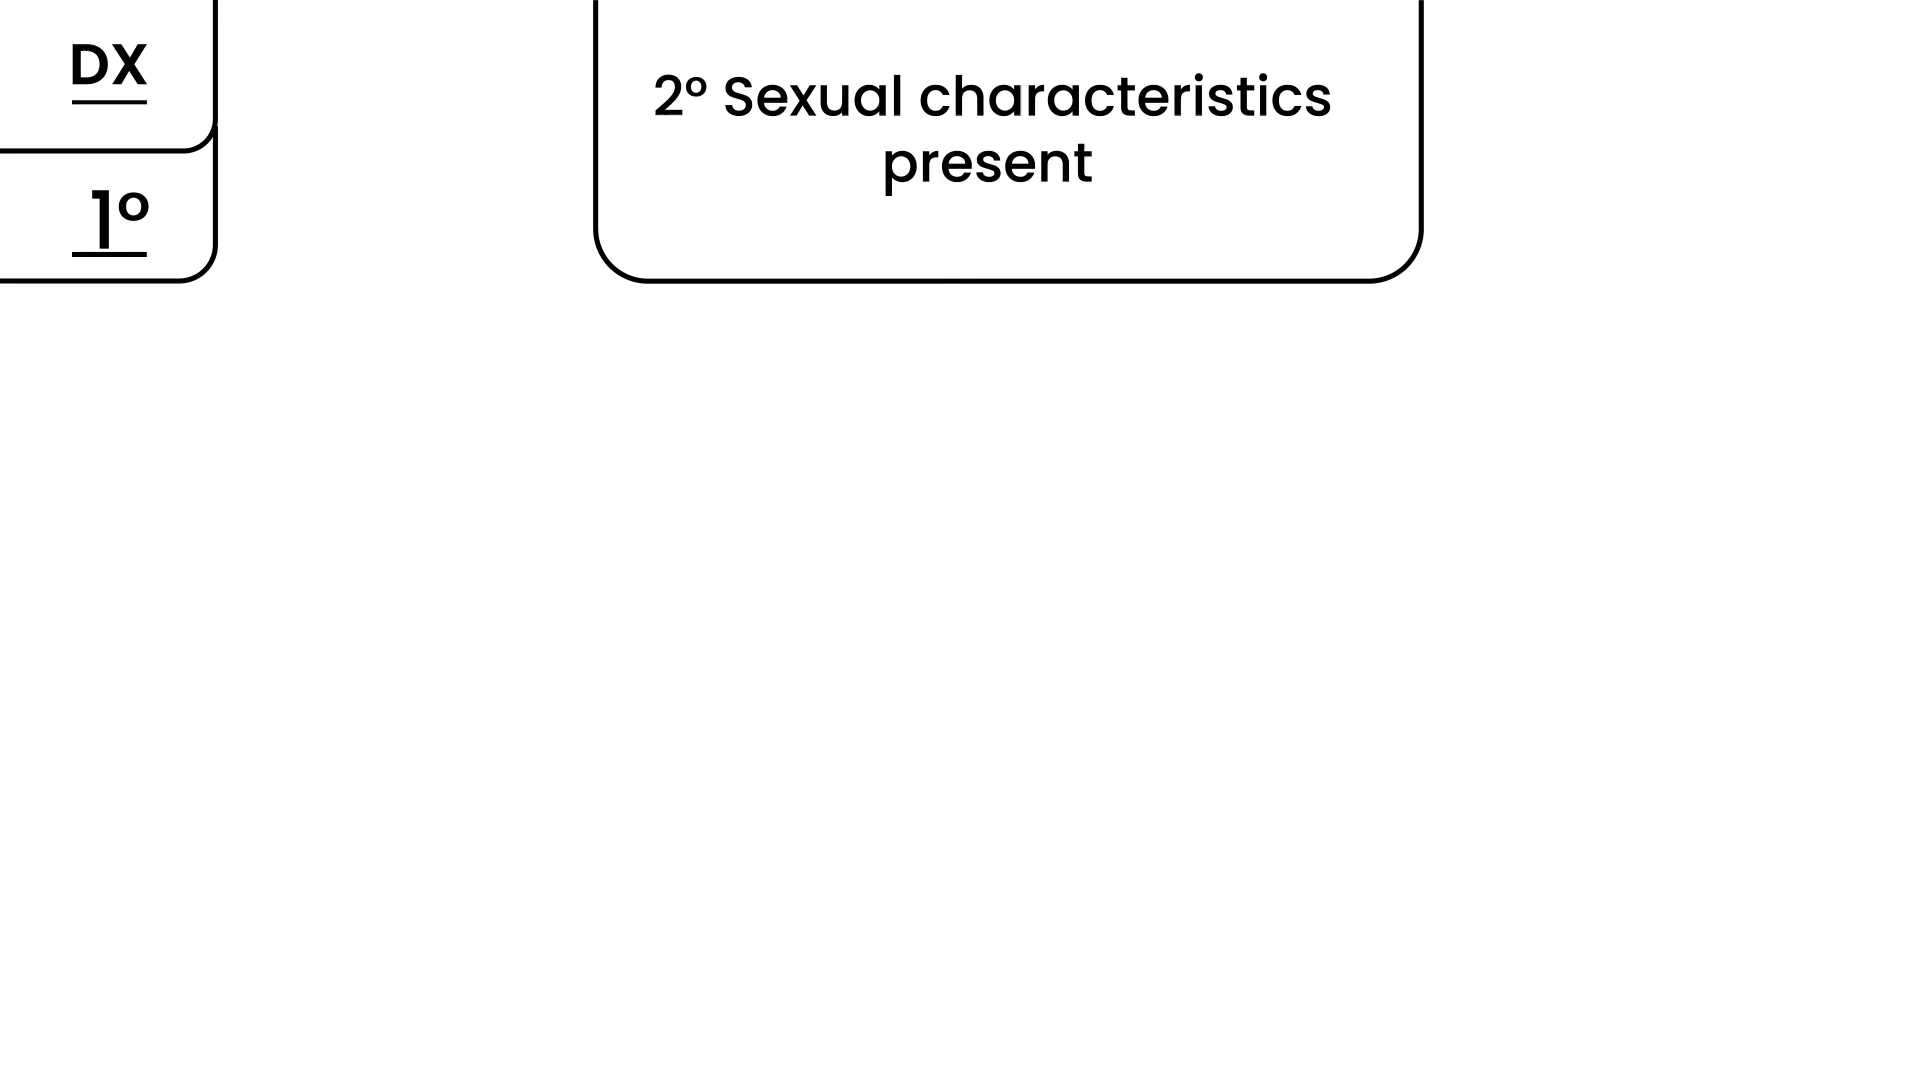 DX
1º
2º Sexual characteristics
present